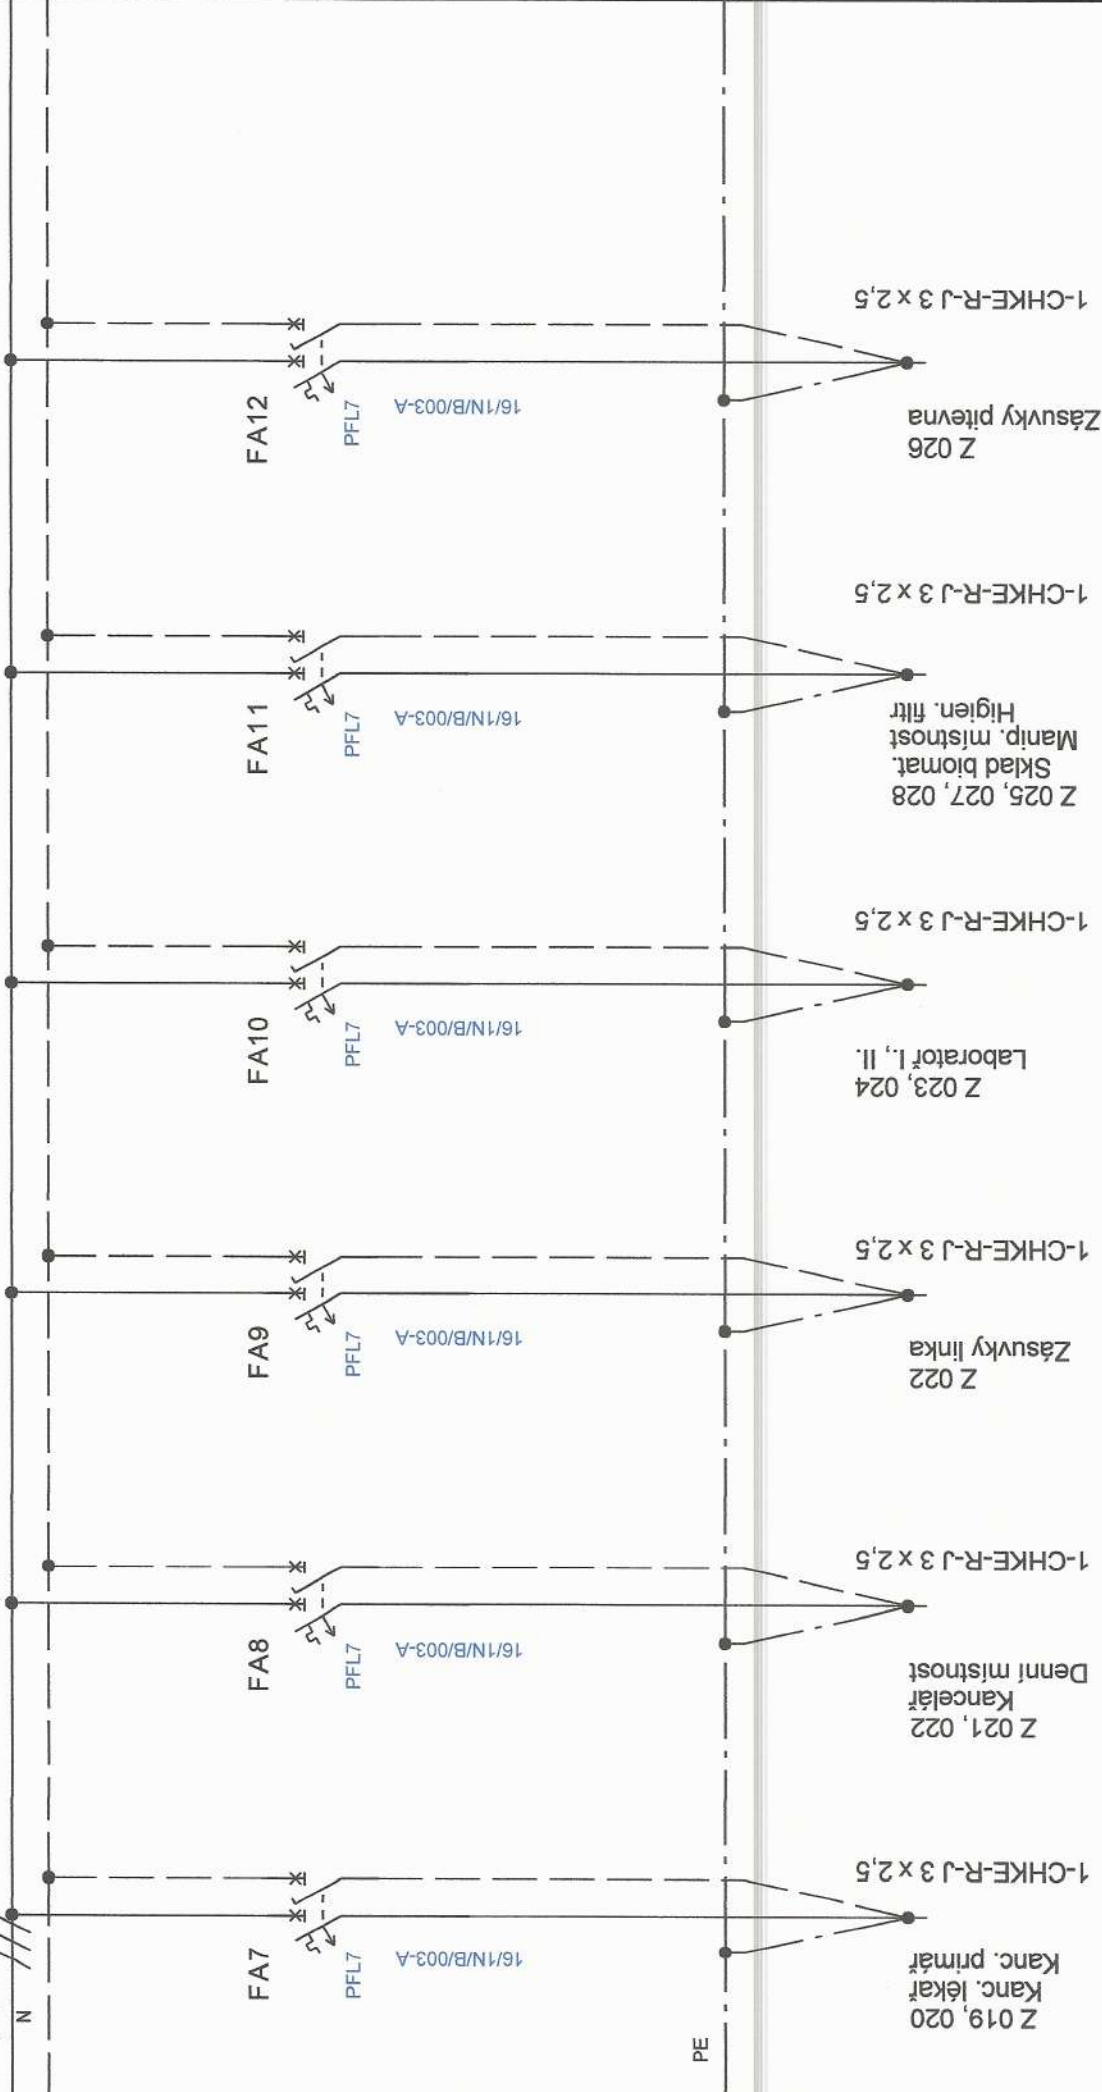 N
PE
FA7
PFL7
16/1N/B/003-A
Z 019, 020
Kanc. lékař
Kanc. primář
1-CHKE-R-J 3 x 2,5
FA8
PFL7
16/1N/B/003-A
Z 021, 022
Kancelář
Denní místnost
1-CHKE-R-J 3 x 2,5
FA9
PFL7
16/1N/B/003-A
Z 022
Zásuvky linka
1-CHKE-R-J 3 x 2,5
FA10
PFL7
16/1N/B/003-A
Z 023, 024
Laboratoř I., II.
1-CHKE-R-J 3 x 2,5
FA11
PFL7
16/1N/B/003-A
Z 025, 027, 028
Sklad biomat.
Manip. místnost
Higien. filtr
1-CHKE-R-J 3 x 2,5
FA12
PFL7
16/1N/B/003-A
Z 026
Zásuvky pitevna
1-CHKE-R-J 3 x 2,5